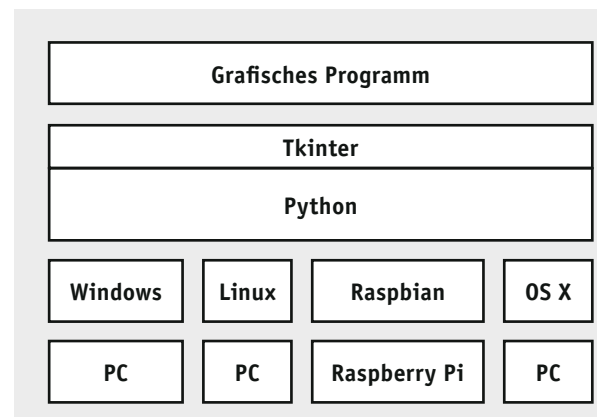 Grafisches Programm
Tkinter
Python
Windows Linux Raspbian OS X
PC PC Raspberry Pi PC